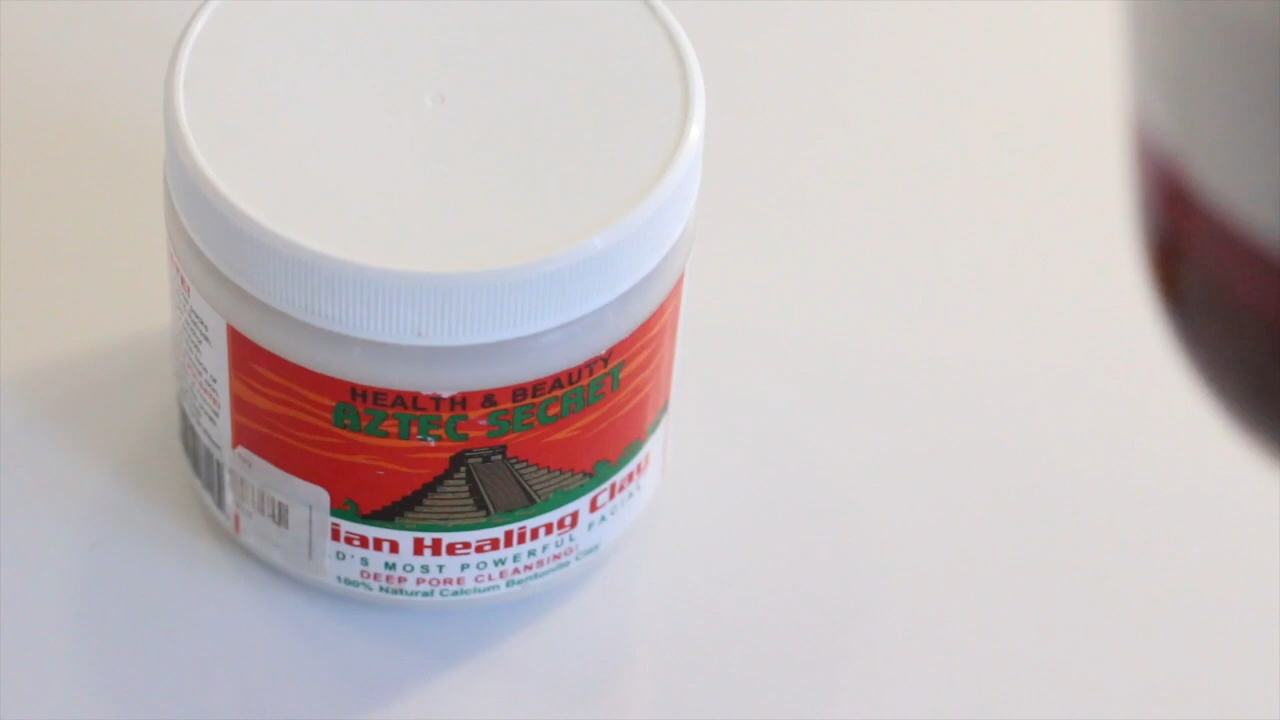 HEALTH & BEAUTY
AZTEC SECRET
ian Healing Clay
D'S MOST POWERFUL FACIAL
DEEP PORE CLEANSING!
100% Natural Calcium Bentonite Clay